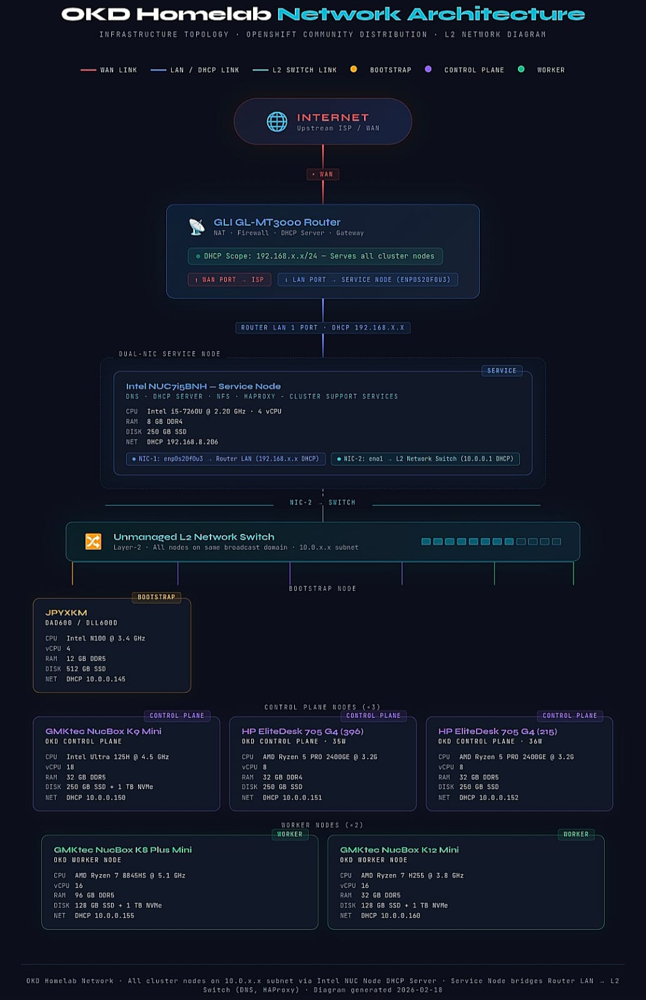 OKD Homelab Network Architecture
INFRASTRUCTURE TOPOLOGY · OPENSHIFT COMMUNITY DISTRIBUTION · L2 NETWORK DIAGRAM
WAN LINK LAN / DHCP LINK L2 SWITCH LINK BOOTSTRAP CONTROL PLANE WORKER
INTERNET
Upstream ISP / WAN
· WAN
GLI GL-MT3000 Router
NAT · Firewall · DHCP Server · Gateway
DHCP Scope: 192.168.x.x/24 — Serves all cluster nodes
↑ WAN PORT → ISP ↓ LAN PORT → SERVICE NODE (ENP0S20F0U3)
ROUTER LAN 1 PORT · DHCP 192.168.X.X
DUAL-NIC SERVICE NODE
SERVICE
Intel NUC7i5BNH — Service Node
DNS · DHCP SERVER · NFS · HAPROXY - CLUSTER SUPPORT SERVICES
CPU Intel i5-7260U @ 2.20 GHz · 4 vCPU
RAM 8 GB DDR4
DISK 250 GB SSD
NET DHCP 192.168.8.206
NIC-1: enp0s20f0u3 → Router LAN (192.168.x.x DHCP) NIC-2: eno1 → L2 Network Switch (10.0.0.1 DHCP)
NIC-2 → SWITCH
Unmanaged L2 Network Switch
Layer-2 · All nodes on same broadcast domain · 10.0.x.x subnet
BOOTSTRAP NODE
BOOTSTRAP
JPYXKM
DAD600 / DLL600D
CPU Intel N100 @ 3.4 GHz
vCPU 4
RAM 12 GB DDR5
DISK 512 GB SSD
NET DHCP 10.0.0.145
CONTROL PLANE NODES (×3)
CONTROL PLANE
GMKtec NucBox K9 Mini
OKD CONTROL PLANE
CPU Intel Ultra 125H @ 4.5 GHz
vCPU 18
RAM 32 GB DDR5
DISK 250 GB SSD + 1 TB NVMe
NET DHCP 10.0.0.150
CONTROL PLANE
HP EliteDesk 705 G4 (396)
OKD CONTROL PLANE · 35W
CPU AMD Ryzen 5 PRO 2400GE @ 3.2G
vCPU 8
RAM 32 GB DDR4
DISK 250 GB SSD
NET DHCP 10.0.0.151
CONTROL PLANE
HP EliteDesk 705 G4 (215)
OKD CONTROL PLANE · 36W
CPU AMD Ryzen 5 PRO 2400GE @ 3.2G
vCPU 8
RAM 32 GB DDR5
DISK 250 GB SSD
NET DHCP 10.0.0.152
WORKER NODES (×2)
WORKER
GMKtec NucBox K8 Plus Mini
OKD WORKER NODE
CPU AMD Ryzen 7 8845HS @ 5.1 GHz
vCPU 16
RAM 96 GB DDR5
DISK 128 GB SSD + 1 TB NVMe
NET DHCP 10.0.0.155
WORKER
GMKtec NucBox K12 Mini
OKD WORKER NODE
CPU AMD Ryzen 7 H255 @ 3.8 GHz
vCPU 16
RAM 32 GB DDR5
DISK 128 GB SSD + 1 TB NVMe
NET DHCP 10.0.0.160
OKD Homelab Network · All cluster nodes on 10.0.x.x subnet via Intel NUC Node DHCP Server · Service Node bridges Router LAN → L2
Switch (DNS, HAProxy) · Diagram generated 2026-02-18